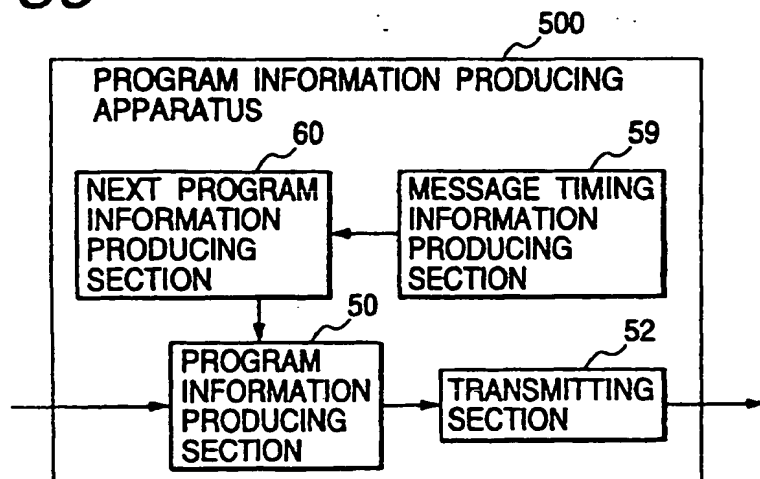 500
PROGRAM INFORMATION PRODUCING
APPARATUS
60
59
NEXT PROGRAM
INFORMATION
PRODUCING
SECTION
MESSAGE TIMING
INFORMATION
PRODUCING
SECTION
50
52
PROGRAM
INFORMATION
PRODUCING
SECTION
TRANSMITTING
SECTION